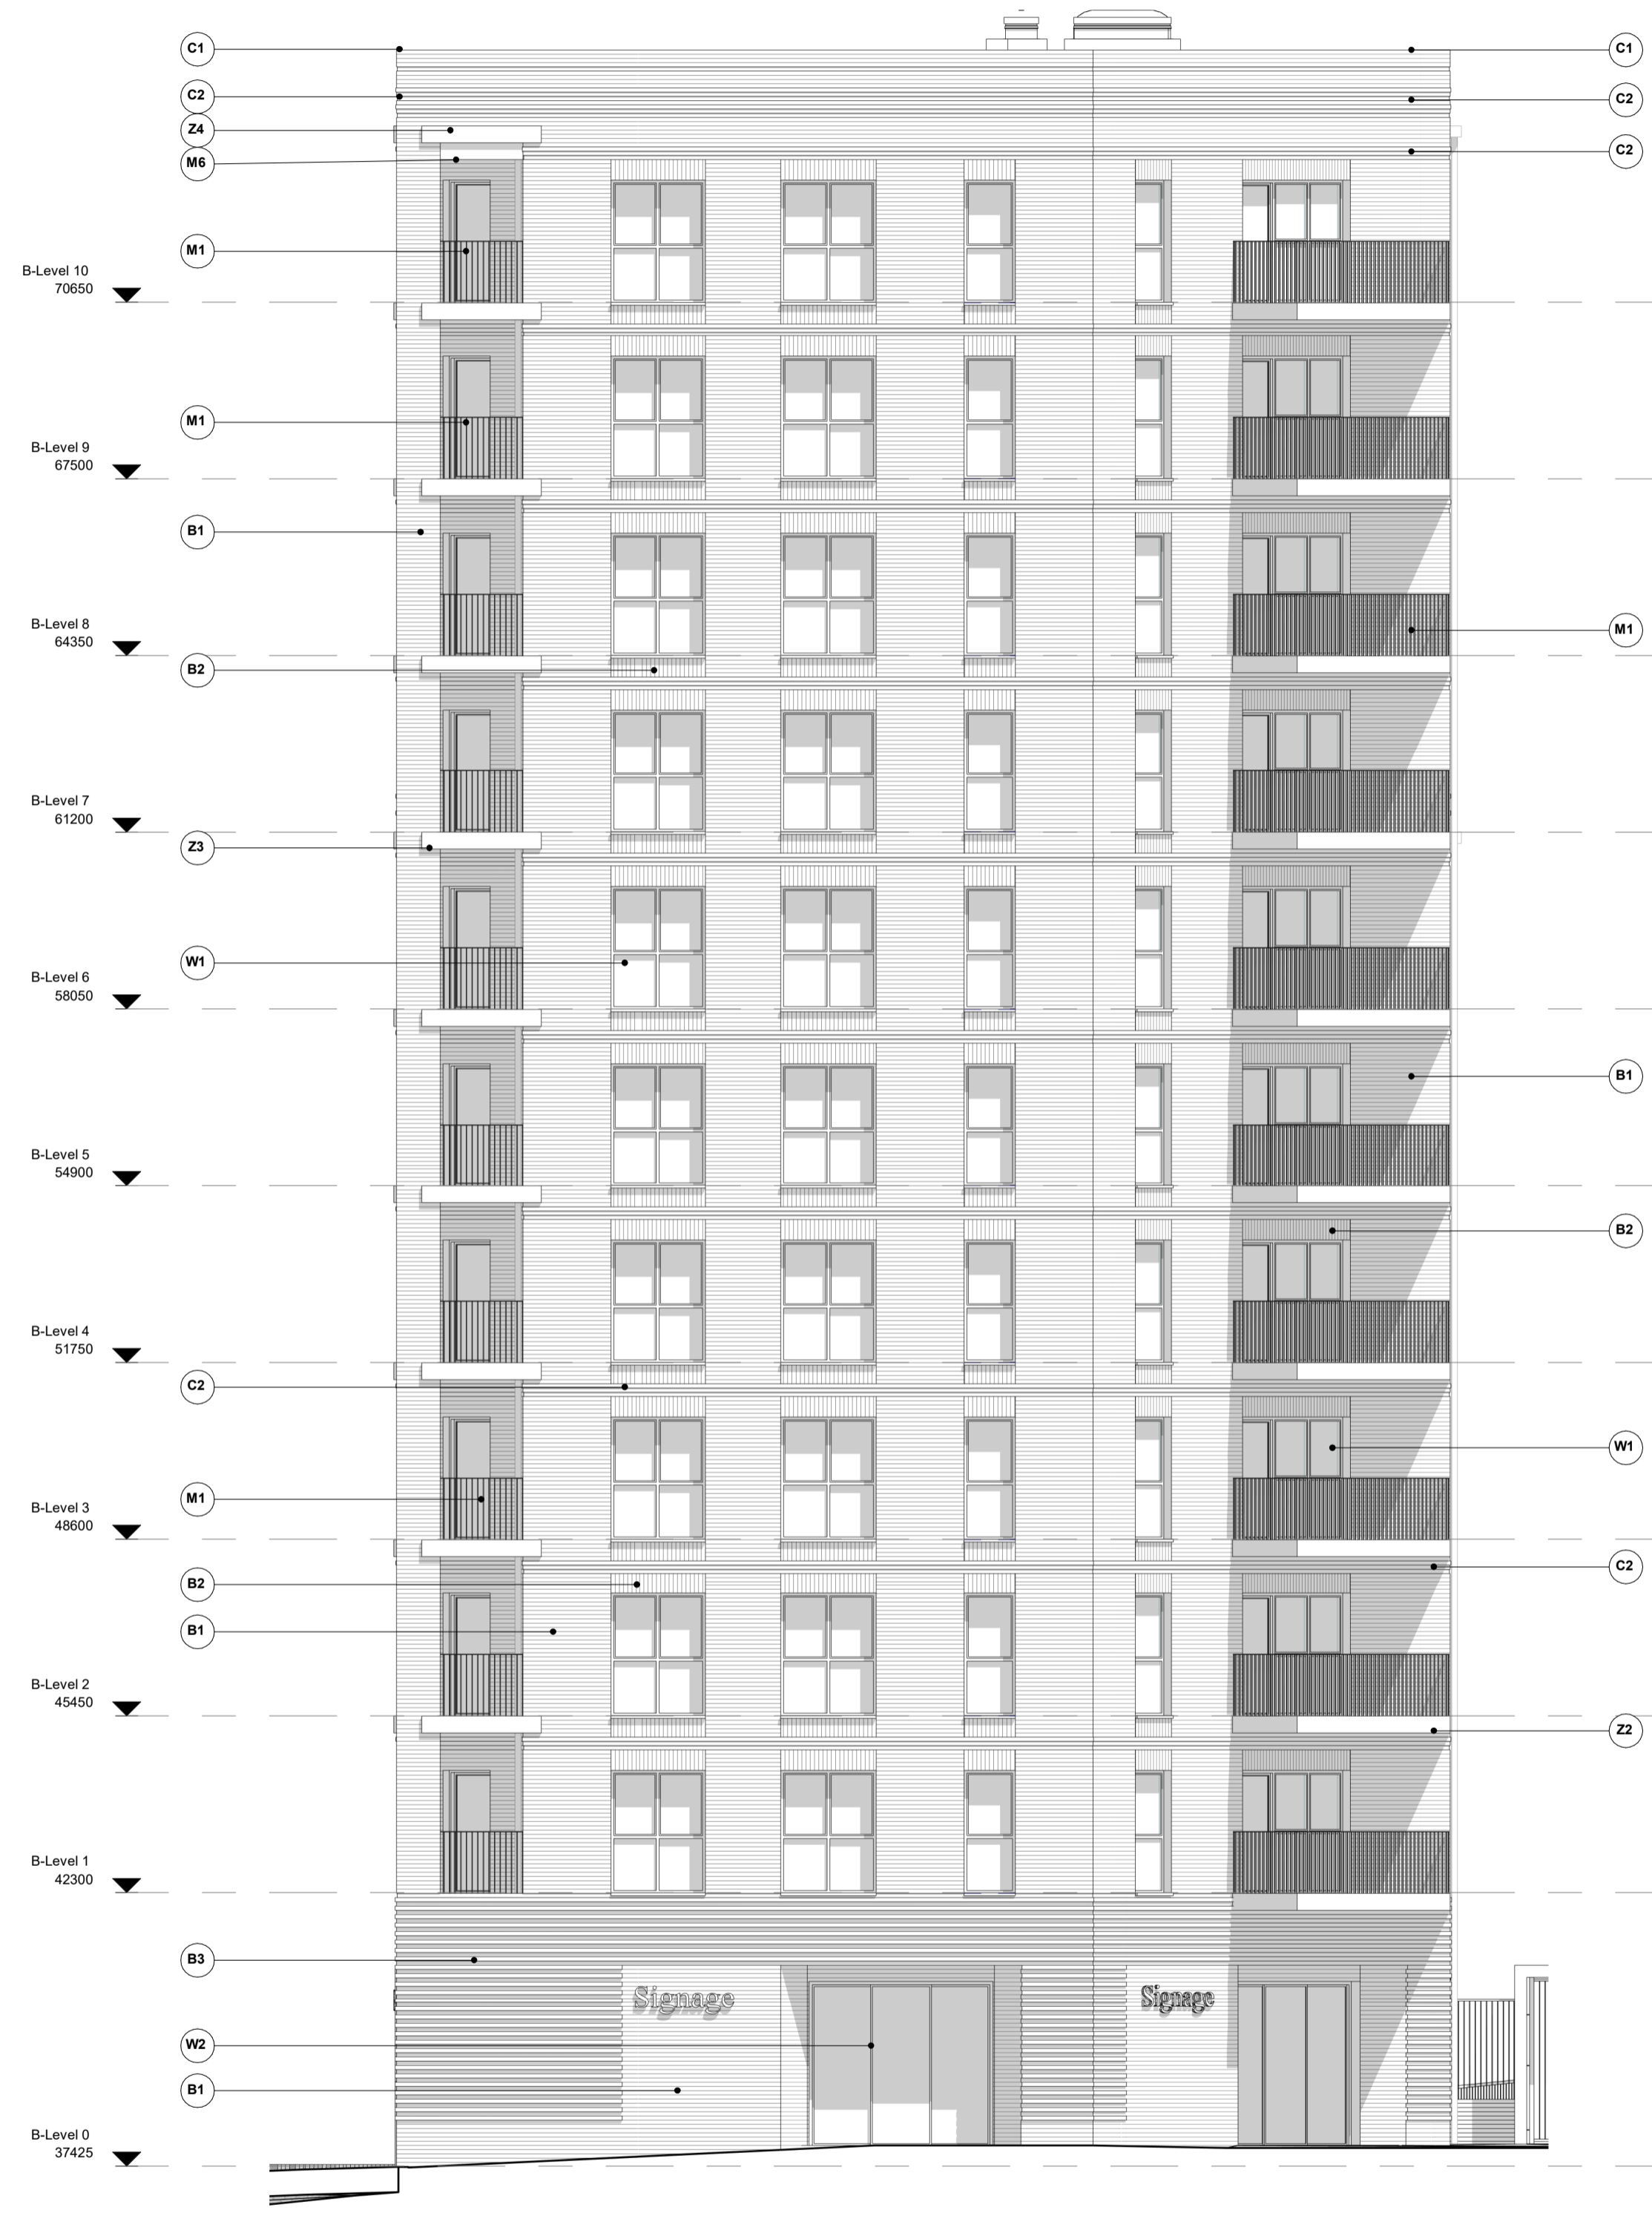 C1
C1
C2
C2
Z4
M6
C2
M1
B-Level 10
70650
M1
B-Level 9
67500
B1
B-Level 8
64350
M1
B2
B-Level 7
61200
Z3
W1
B-Level 6
58050
B1
B-Level 5
54900
B2
B-Level 4
51750
C2
W1
M1
B-Level 3
48600
C2
B2
B1
B-Level 2
45450
Z2
B-Level 1
42300
B3
Signage
Signage
W2
B1
B-Level 0
37425